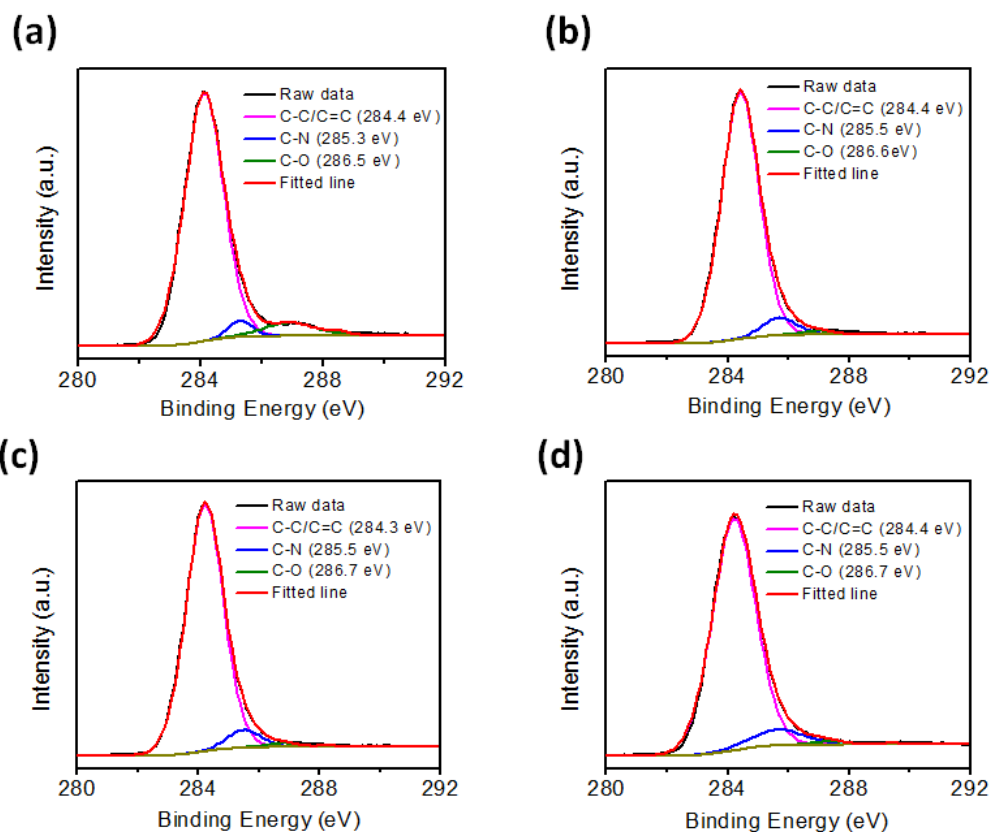 (a)
Raw data
C-C/C=C (284.4 eV)
C-N (285.3 eV)
C-O (286.5 eV)
Fitted line
Intensity (a.u.)
280 284 288 292
Binding Energy (eV)
(b)
Raw data
C-C/C=C (284.4 eV)
C-N (285.5 eV)
C-O (286.6eV)
Fitted line
Intensity (a.u.)
280 284 288 292
Binding Energy (eV)
(c)
Raw data
C-C/C=C (284.3 eV)
C-N (285.5 eV)
C-O (286.7 eV)
Fitted line
Intensity (a.u.)
280 284 288 292
Binding Energy (eV)
(d)
Raw data
C-C/C=C (284.4 eV)
C-N (285.5 eV)
C-O (286.7 eV)
Fitted line
Intensity (a.u.)
280 284 288 292
Binding Energy (eV)